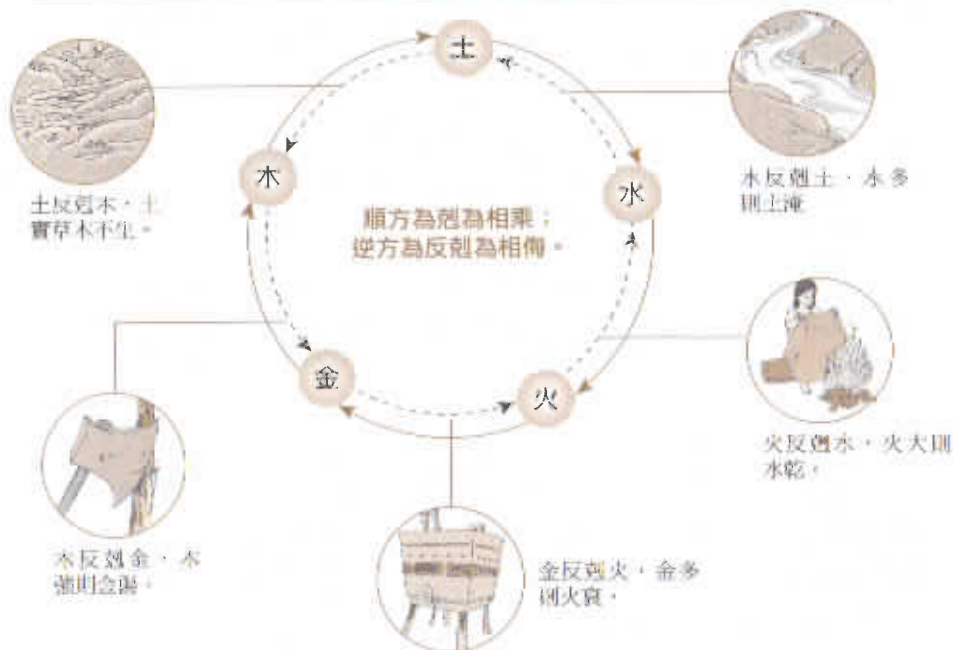 土
木
水
金
火
順方為剋為相乘；
逆方為反剋為相侮。
土反剋木，土
實草木不生。
水反剋土，水多
則土淹
火反剋水，火大則
水乾。
木反剋金，木
強則金傷。
金反剋火，金多
則火衰。